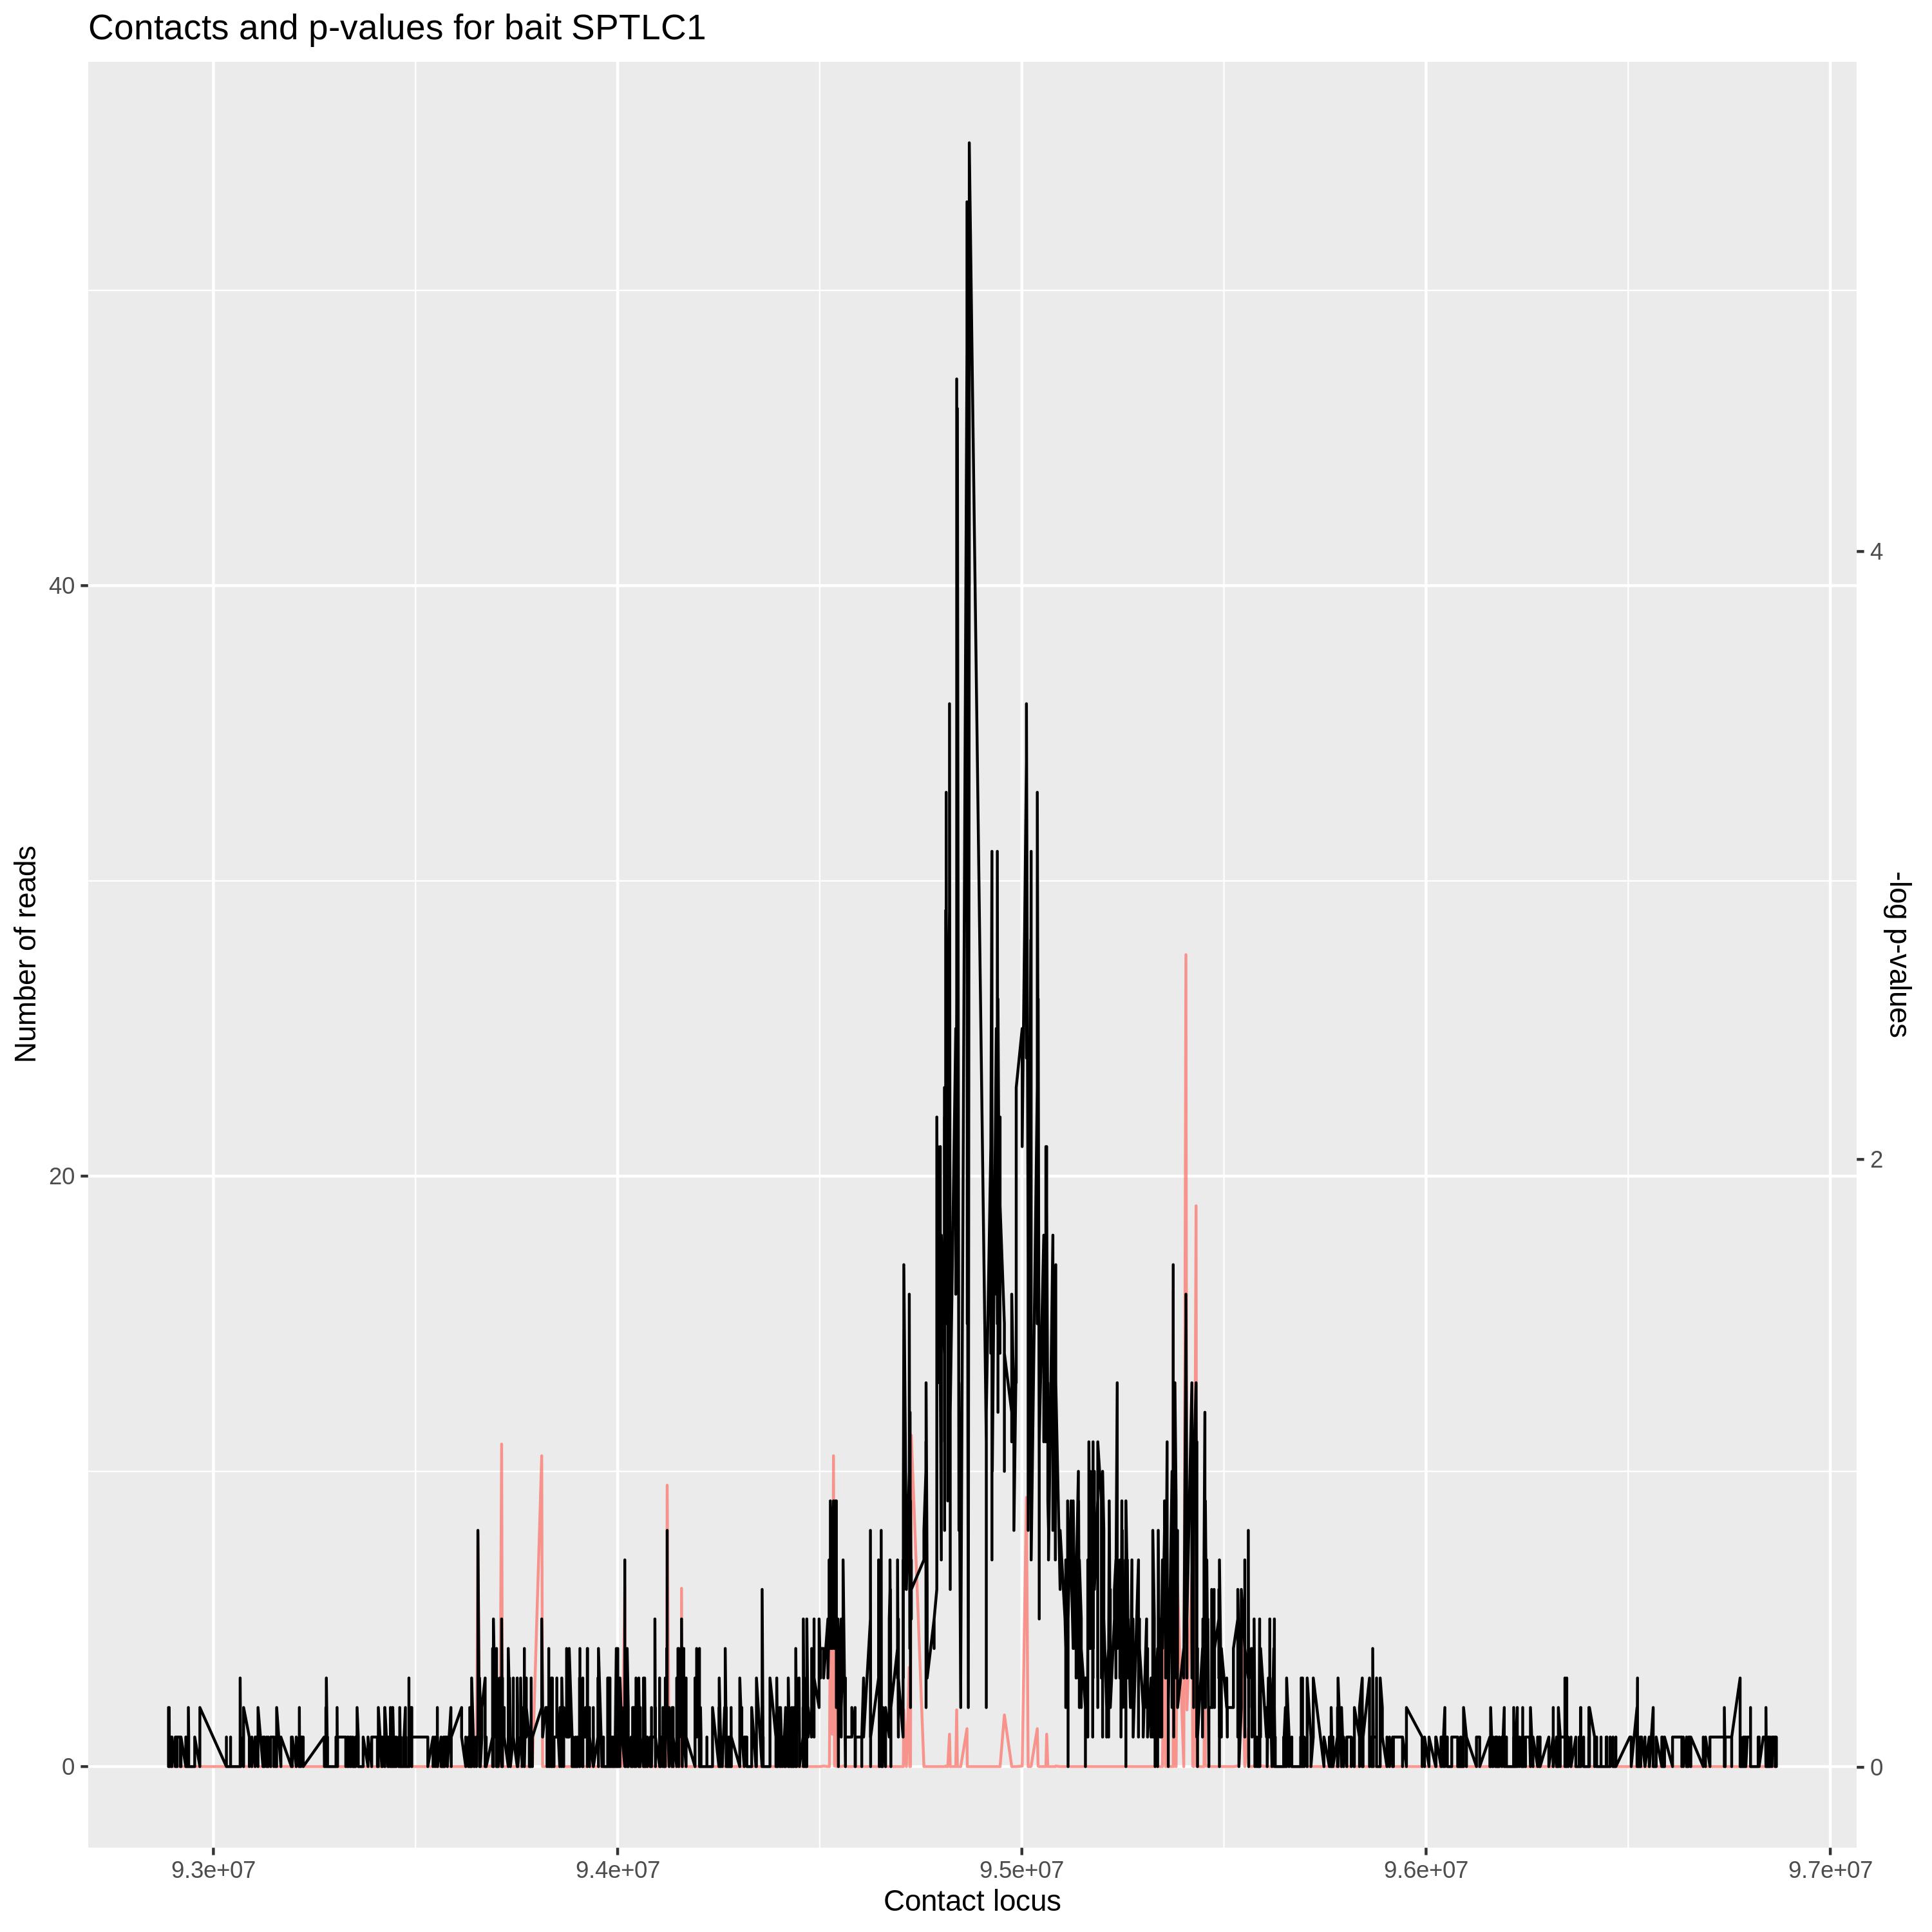 Contacts and p-values for bait SPTLC1
Number of reads
40
20
0
4
2
0
-log p-values
9.3e+07
9.4e+07
9.5e+07
9.6e+07
9.7e+07
Contact locus